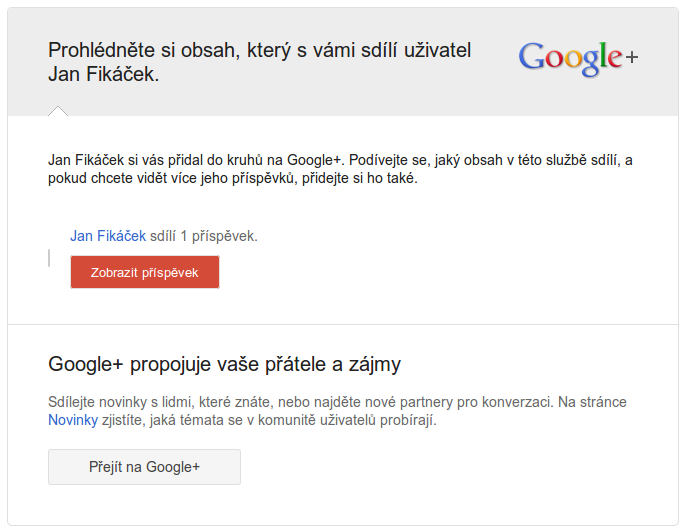 Prohlédněte si obsah, který s vámi sdílí uživatel
Jan Fikáček.
Google+
Jan Fikáček si vás přidal do kruhů na Google+. Podívejte se, jaký obsah v této službě sdílí, a
pokud chcete vidět více jeho příspěvků, přidejte si ho také.
Jan Fikáček sdílí 1 příspěvek.
Zobrazit příspěvek
Google+ propojuje vaše přátele a zájmy
Sdílejte novinky s lidmi, které znáte, nebo najděte nové partnery pro konverzaci. Na stránce
Novinky zjistíte, jaká témata se v komunitě uživatelů probírají.
Přejít na Google+